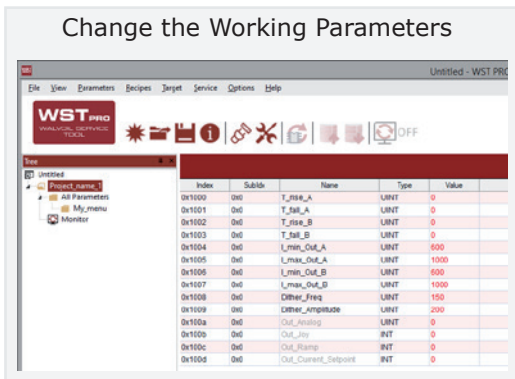 Change the Working Parameters
Untitled - WST PRO
File View Parameters Recipes Target Service Options Help
WST PRO
WALVOIL SERVICE
TOOL
OFF
Tree
Untitled
Project_name_1
All Parameters
My_menu
Monitor
Index SubIdx Name Type Value
0x1000 0x0 T_rise_A UINT 0
0x1001 0x0 T_fall_A UINT 0
0x1002 0x0 T_rise_B UINT 0
0x1003 0x0 T_fall_B UINT 0
0x1004 0x0 I_min_Out_A UINT 600
0x1005 0x0 I_max_Out_A UINT 1000
0x1006 0x0 I_min_Out_B UINT 600
0x1007 0x0 I_max_Out_B UINT 1000
0x1008 0x0 Dither_Freq UINT 150
0x1009 0x0 Dither_Amplitude UINT 200
0x100a 0x0 Out_Analog UINT 0
0x100b 0x0 Out_Joy INT 0
0x100c 0x0 Out_Ramp INT 0
0x100d 0x0 Out_Current_Setpoint INT 0